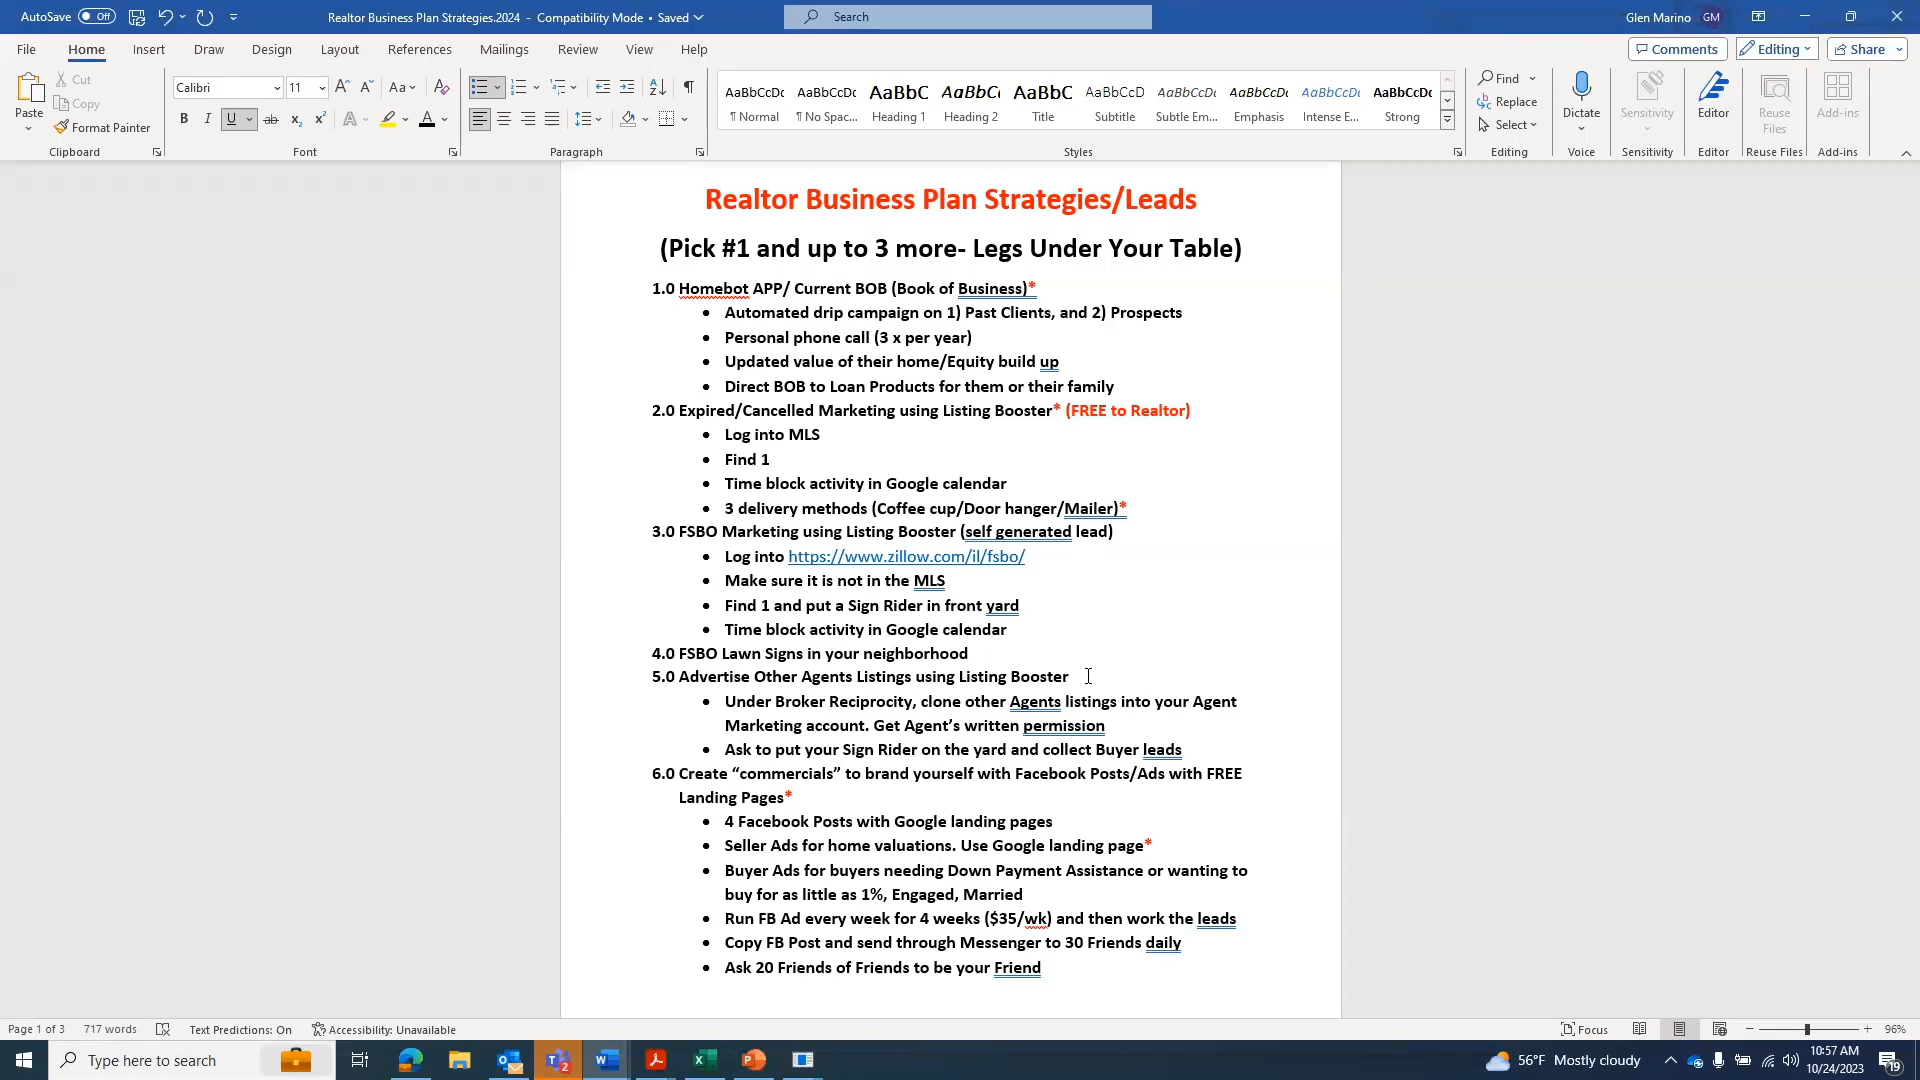 AutoSave Off Realtor Business Plan Strategies.2024 - Compatibility Mode • Saved Search Glen Marino GM
File Home Insert Draw Design Layout References Mailings Review View Help Comments Editing Share
Paste Cut Copy Format Painter
Calibri 11
AaBbCcDc AaBbCcDc AaBbC AaBbCc AaBbC AaBbCcD AaBbCcDc AaBbCcDc AaBbCcDc AaBbCcDc
¶ Normal ¶ No Spac... Heading 1 Heading 2 Title Subtitle Subtle Em... Emphasis Intense E... Strong
Find Replace Select Dictate Sensitivity Editor Reuse Files Add-ins
Clipboard Font Paragraph Styles Editing Voice Sensitivity Editor Reuse Files Add-ins
Realtor Business Plan Strategies/Leads
(Pick #1 and up to 3 more- Legs Under Your Table)
1.0 Homebot APP/ Current BOB (Book of Business)*
• Automated drip campaign on 1) Past Clients, and 2) Prospects
• Personal phone call (3 x per year)
• Updated value of their home/Equity build up
• Direct BOB to Loan Products for them or their family
2.0 Expired/Cancelled Marketing using Listing Booster* (FREE to Realtor)
• Log into MLS
• Find 1
• Time block activity in Google calendar
• 3 delivery methods (Coffee cup/Door hanger/Mailer)*
3.0 FSBO Marketing using Listing Booster (self generated lead)
• Log into https://www.zillow.com/il/fsbo/
• Make sure it is not in the MLS
• Find 1 and put a Sign Rider in front yard
• Time block activity in Google calendar
4.0 FSBO Lawn Signs in your neighborhood
5.0 Advertise Other Agents Listings using Listing Booster
• Under Broker Reciprocity, clone other Agents listings into your Agent
Marketing account. Get Agent’s written permission
• Ask to put your Sign Rider on the yard and collect Buyer leads
6.0 Create “commercials” to brand yourself with Facebook Posts/Ads with FREE
Landing Pages*
• 4 Facebook Posts with Google landing pages
• Seller Ads for home valuations. Use Google landing page*
• Buyer Ads for buyers needing Down Payment Assistance or wanting to
buy for as little as 1%, Engaged, Married
• Run FB Ad every week for 4 weeks ($35/wk) and then work the leads
• Copy FB Post and send through Messenger to 30 Friends daily
• Ask 20 Friends of Friends to be your Friend
Page 1 of 3 717 words Text Predictions: On Accessibility: Unavailable Focus 96%
Type here to search 2 56°F Mostly cloudy 10:57 AM
10/24/2023 19